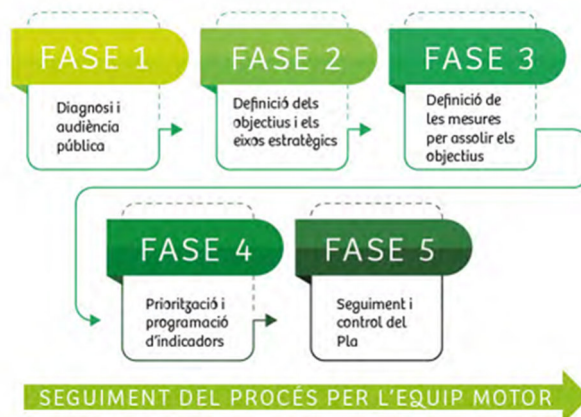 FASE 1
Diagnosi i
audiència
pública
FASE 2
Definició dels
objectius i els
eixos estratègics
FASE 3
Definició de
les mesures
per assolir els
objectius
FASE 4
Priorització i
programació
d'indicadors
FASE 5
Seguiment i
control del
Pla
SEGUIMENT DEL PROCÉS PER L'EQUIP MOTOR